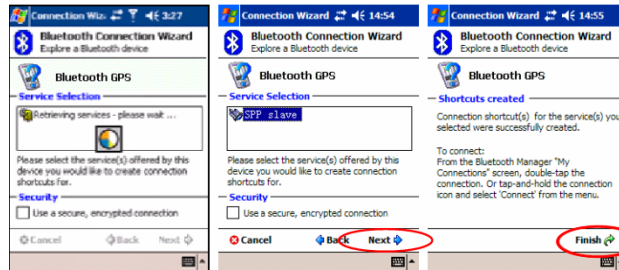 Connection Wiz. 3:27
Bluetooth Connection Wizard
Explore a Bluetooth device
Bluetooth GPS
Service Selection
Retrieving services - please wait ...
Please select the service(s) offered by this
device you would like to create connection
shortcuts for.
Security
Use a secure, encrypted connection
Cancel Back Next
Connection Wizard 14:54
Bluetooth Connection Wizard
Explore a Bluetooth device
Bluetooth GPS
Service Selection
SPP slave
Please select the service(s) offered by this
device you would like to create connection
shortcuts for.
Security
Use a secure, encrypted connection
Cancel Back Next
Connection Wizard 14:55
Bluetooth Connection Wizard
Explore a Bluetooth device
Bluetooth GPS
Shortcuts created
Connection shortcut(s) for the service(s) you
selected were successfully created.
To connect:
From the Bluetooth Manager "My
Connections" screen, double-tap the
connection. Or tap-and-hold the connection
icon and select 'Connect' from the menu.
Finish